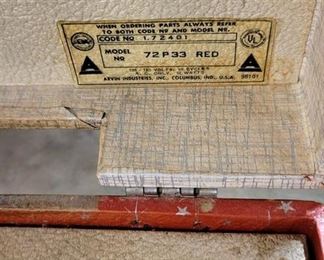 WHEN ORDERING PARTS ALWAYS REFER
TO BOTH CODE Nº AND MODEL Nº.
CODE NO 1.72401
MODEL NO 72P33 RED
ARVIN INDUSTRIES, INC., COLUMBUS, IND., U.S.A.